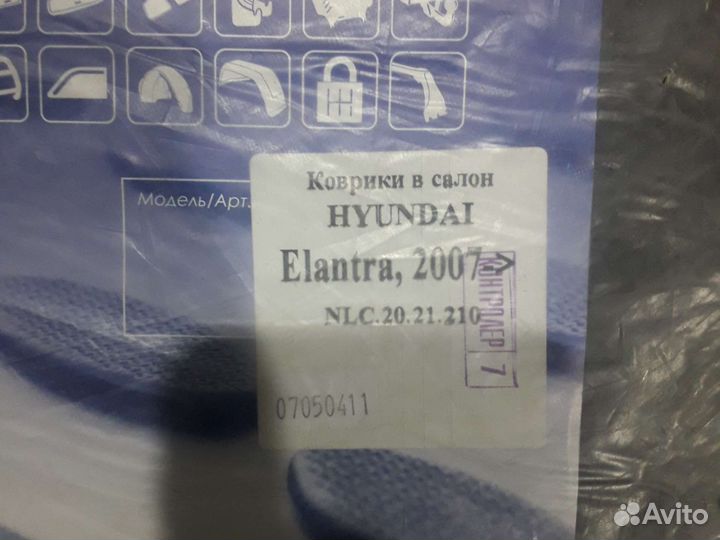 Модель/Арт.
Коврики в салон
HYUNDAI
Elantra, 2007
NLC.20.21.210
КОНТРОЛЕР 7
07050411
Avito